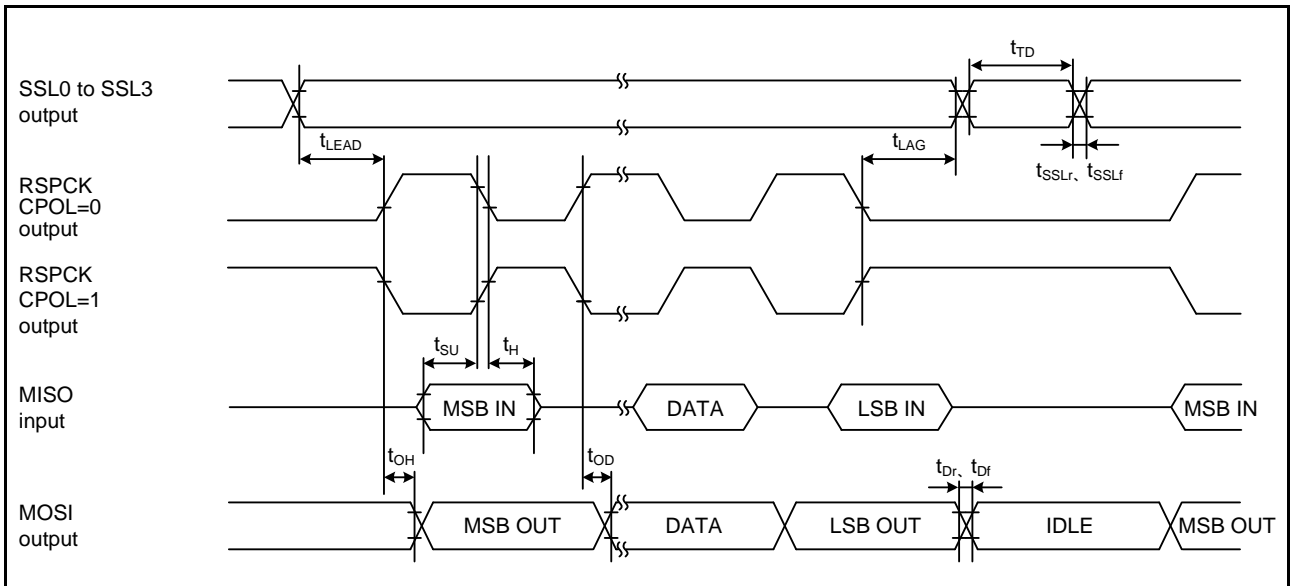 tTD
SSL0 to SSL3
output
tLEAD
tLAG
tSSLr、tSSLf
RSPCK
CPOL=0
output
RSPCK
CPOL=1
output
tSU
tH
MISO
input
MSB IN
DATA
LSB IN
MSB IN
tOH
tOD
tDr、tDf
MOSI
output
MSB OUT
DATA
LSB OUT
IDLE
MSB OUT